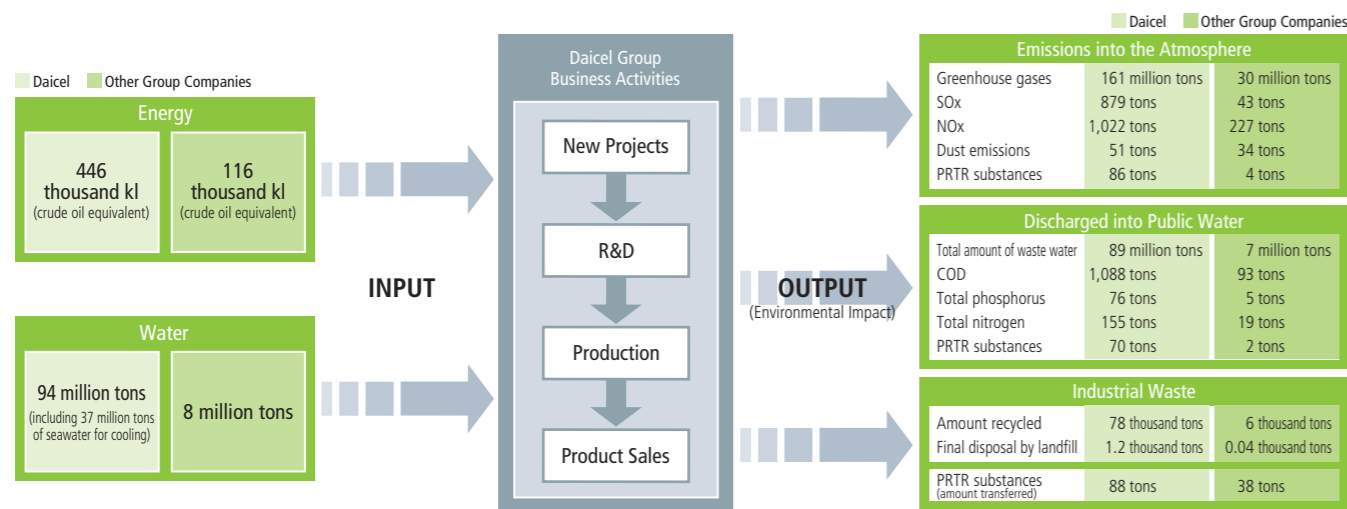 Daicel Other Group Companies
Energy
446
thousand kl
(crude oil equivalent)
116
thousand kl
(crude oil equivalent)
Water
94 million tons
(including 37 million tons
of seawater for cooling)
8 million tons
INPUT
Daicel Group
Business Activities
New Projects
R&D
Production
Product Sales
OUTPUT
(Environmental Impact)
Daicel Other Group Companies
Emissions into the Atmosphere
Greenhouse gases 161 million tons 30 million tons
SOx 879 tons 43 tons
NOx 1,022 tons 227 tons
Dust emissions 51 tons 34 tons
PRTR substances 86 tons 4 tons
Discharged into Public Water
Total amount of waste water 89 million tons 7 million tons
COD 1,088 tons 93 tons
Total phosphorus 76 tons 5 tons
Total nitrogen 155 tons 19 tons
PRTR substances 70 tons 2 tons
Industrial Waste
Amount recycled 78 thousand tons 6 thousand tons
Final disposal by landfill 1.2 thousand tons 0.04 thousand tons
PRTR substances 88 tons 38 tons
(amount transferred)